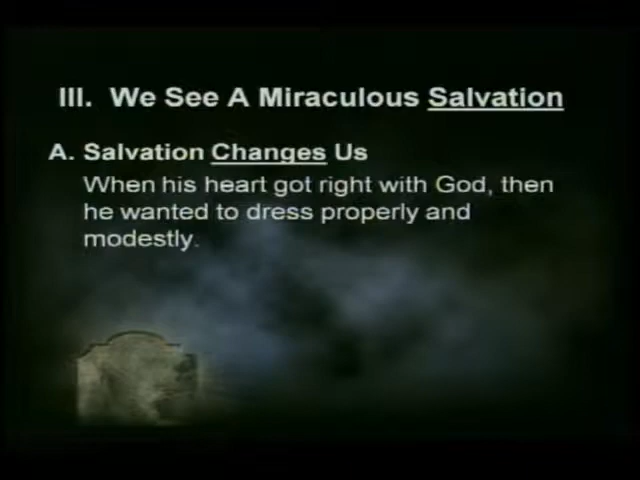 III. We See A Miraculous Salvation
A. Salvation Changes Us
When his heart got right with God, then
he wanted to dress properly and
modestly.